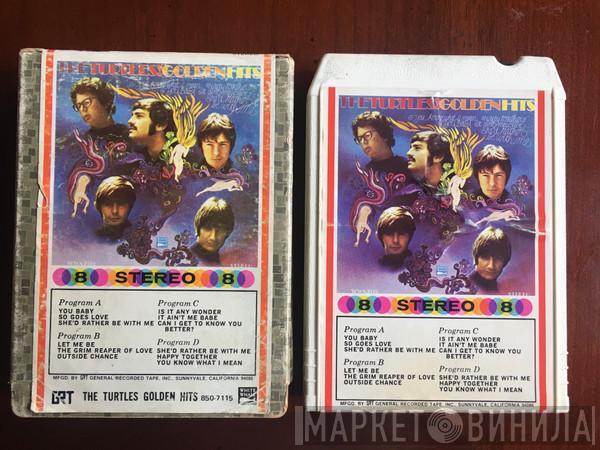 THE TURTLES! GOLDEN HITS
8 STEREO 8
Program A
YOU BABY
SO GOES LOVE
SHE'D RATHER BE WITH ME
Program B
LET ME BE
THE GRIM REAPER OF LOVE
OUTSIDE CHANCE
Program C
IS IT ANY WONDER
IT AIN'T ME BABE
CAN I GET TO KNOW YOU
BETTER?
Program D
SHE'D RATHER BE WITH ME
HAPPY TOGETHER
YOU KNOW WHAT I MEAN
MFGD. BY GRT GENERAL RECORDED TAPE, INC., SUNNYVALE, CALIFORNIA 94086
GRT THE TURTLES GOLDEN HITS 850-7115 WHITE WHALE
THE TURTLES! GOLDEN HITS
8 STEREO 8
Program A
YOU BABY
SO GOES LOVE
SHE'D RATHER BE WITH ME
Program B
LET ME BE
THE GRIM REAPER OF LOVE
OUTSIDE CHANCE
Program C
IS IT ANY WONDER
IT AIN'T ME BABE
CAN I GET TO KNOW YOU
BETTER?
Program D
SHE'D RATHER BE WITH ME
HAPPY TOGETHER
YOU KNOW WHAT I MEAN
MFGD. BY GRT GENERAL RECORDED TAPE, INC., SUNNYVALE, CALIFORNIA 94086
МАРКЕТ ВИНИЛА